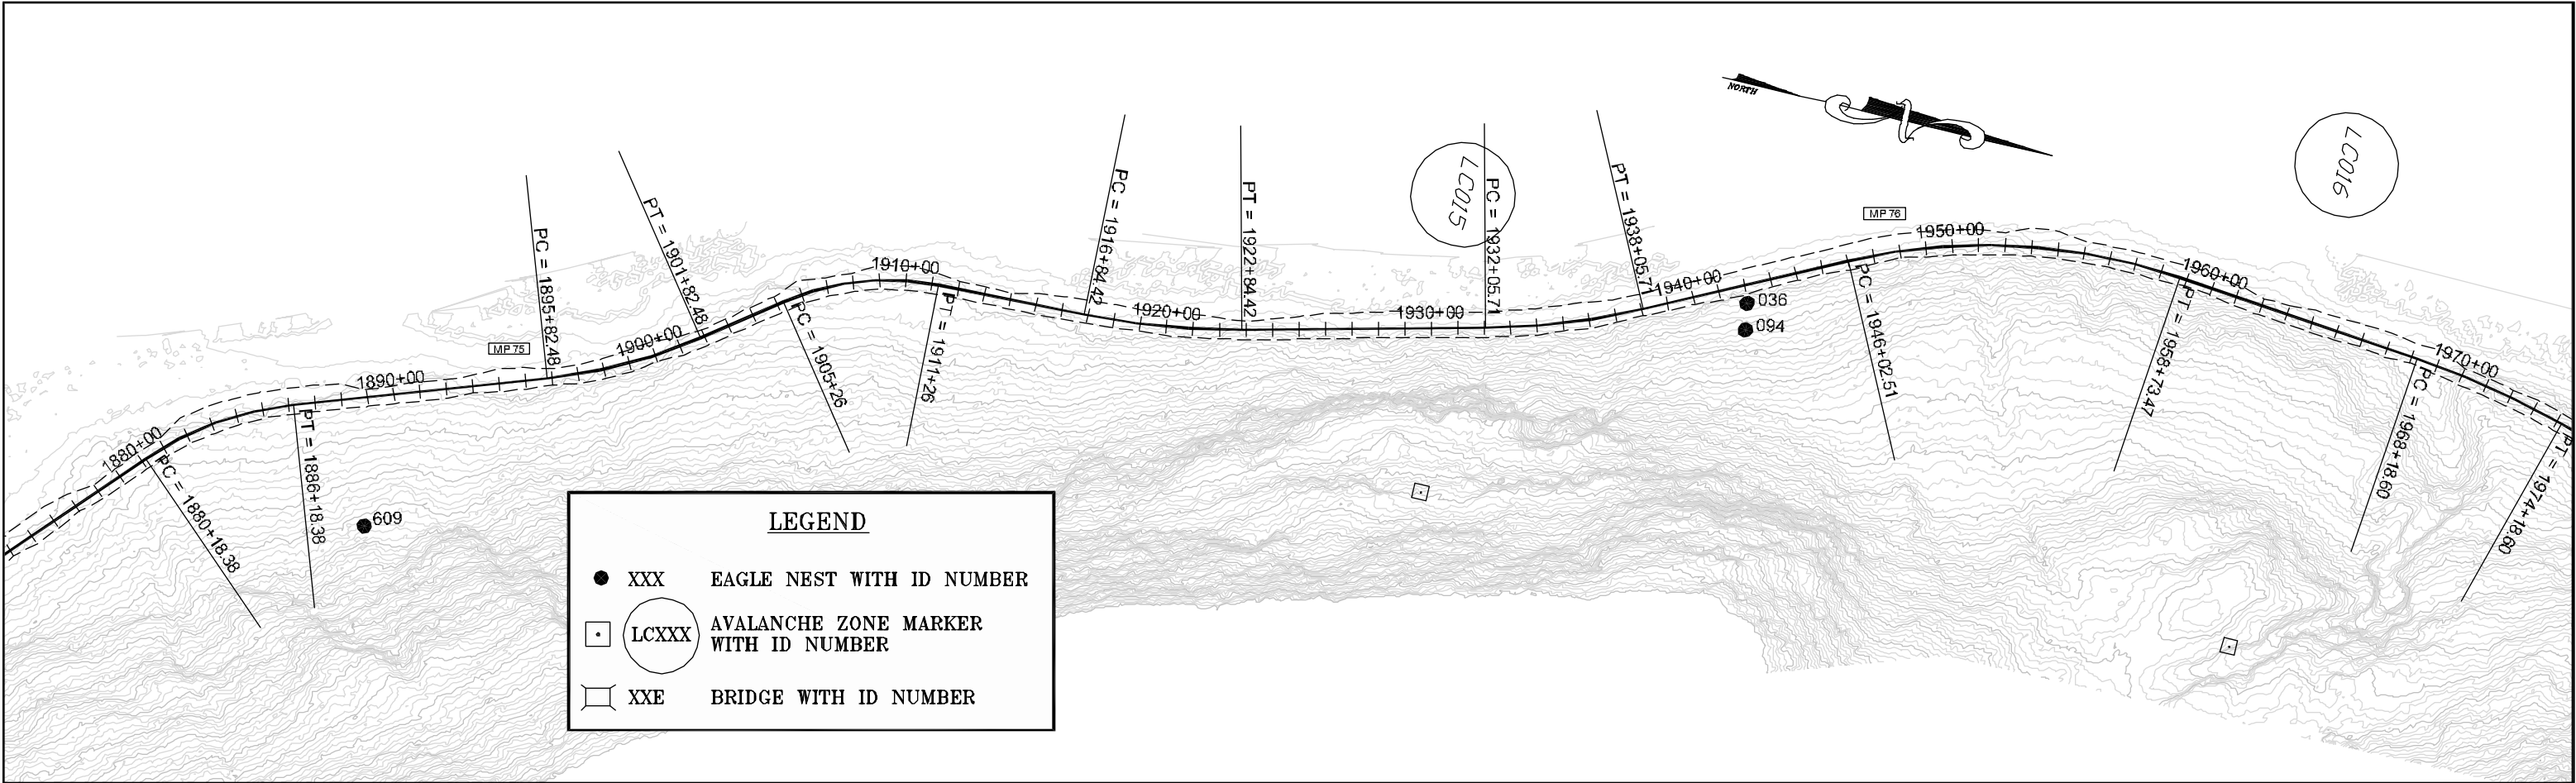 NORTH
LC016
LC015
PC = 1916+84.42
PT = 1922+84.42
PC = 1932+05.71
PT = 1938+05.71
PT = 1901+82.48
PC = 1895+82.48
MP 76
1950+00
1910+00
1960+00
1940+00
036
094
1920+00
1930+00
1900+00
MP 75
1890+00
1970+00
1880+00
PC = 1905+26
PT = 1911+26
PC = 1946+02.51
PT = 1958+73.47
PC = 1968+18.60
PT = 1974+18.60
PC = 1880+18.38
PT = 1886+18.38
609
LEGEND
XXX EAGLE NEST WITH ID NUMBER
LCXXX AVALANCHE ZONE MARKER
WITH ID NUMBER
XXE BRIDGE WITH ID NUMBER